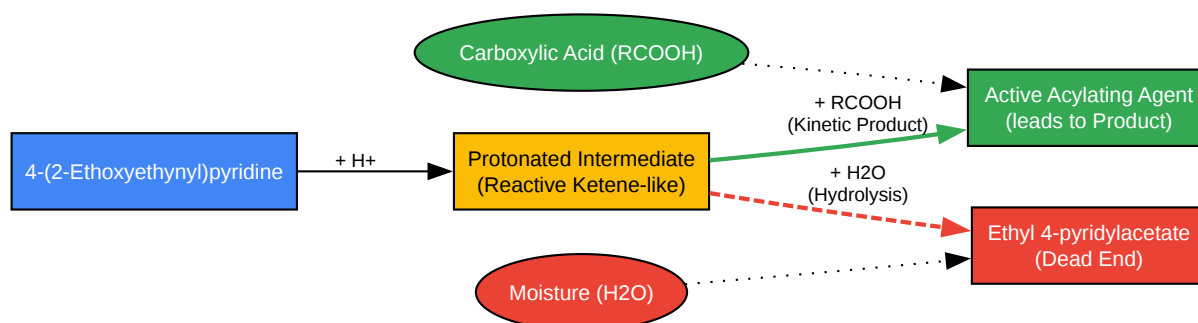 Carboxylic Acid (RCOOH)
Active Acylating Agent
(leads to Product)
+ RCOOH
(Kinetic Product)
4-(2-Ethoxyethynyl)pyridine
+ H+
Protonated Intermediate
(Reactive Ketene-like)
+ H2O
(Hydrolysis)
Ethyl 4-pyridylacetate
(Dead End)
Moisture (H2O)